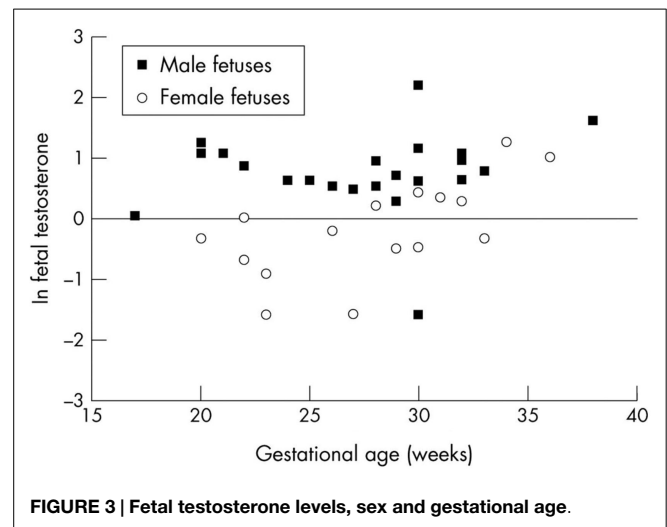 3
Male fetuses
Female fetuses
2
1
0
−1
−2
−3
ln fetal testosterone
15 20 25 30 35 40
Gestational age (weeks)
FIGURE 3 | Fetal testosterone levels, sex and gestational age.